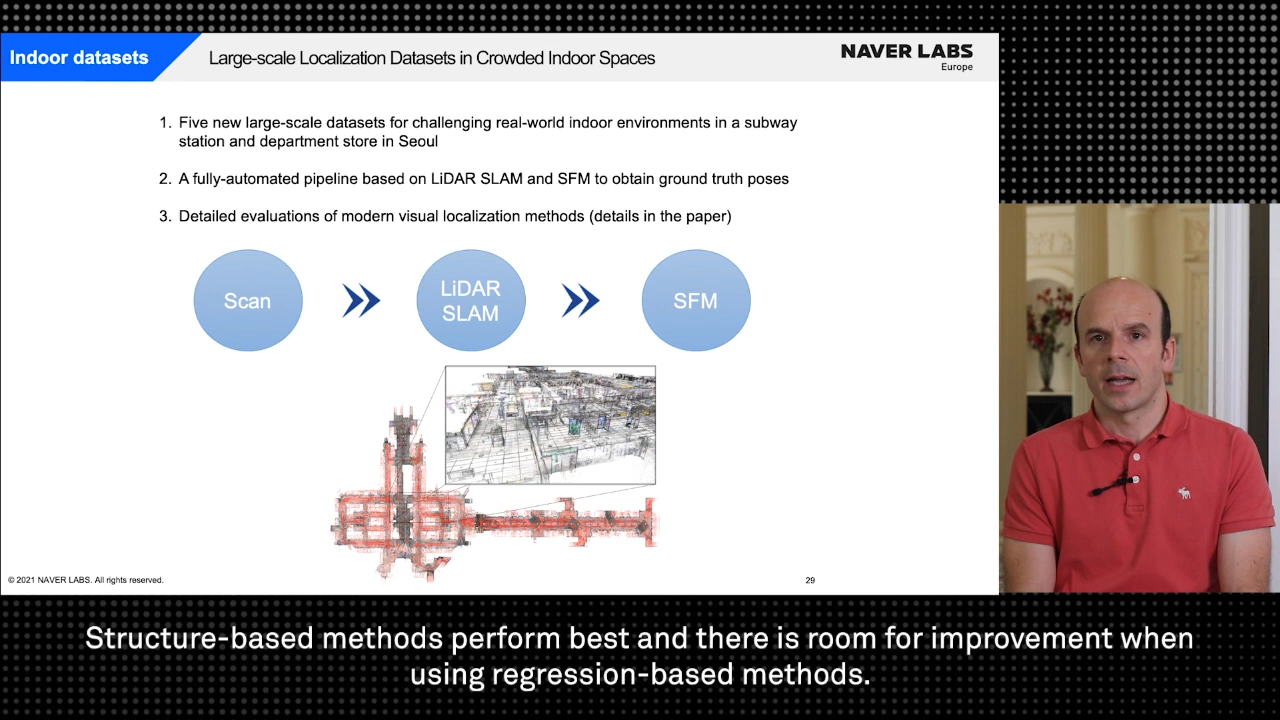 Indoor datasets
Large-scale Localization Datasets in Crowded Indoor Spaces
NAVER LABS
Europe
1. Five new large-scale datasets for challenging real-world indoor environments in a subway
station and department store in Seoul
2. A fully-automated pipeline based on LiDAR SLAM and SFM to obtain ground truth poses
3. Detailed evaluations of modern visual localization methods (details in the paper)
Scan
LiDAR
SLAM
SFM
© 2021 NAVER LABS. All rights reserved.
29
Structure-based methods perform best and there is room for improvement when
using regression-based methods.